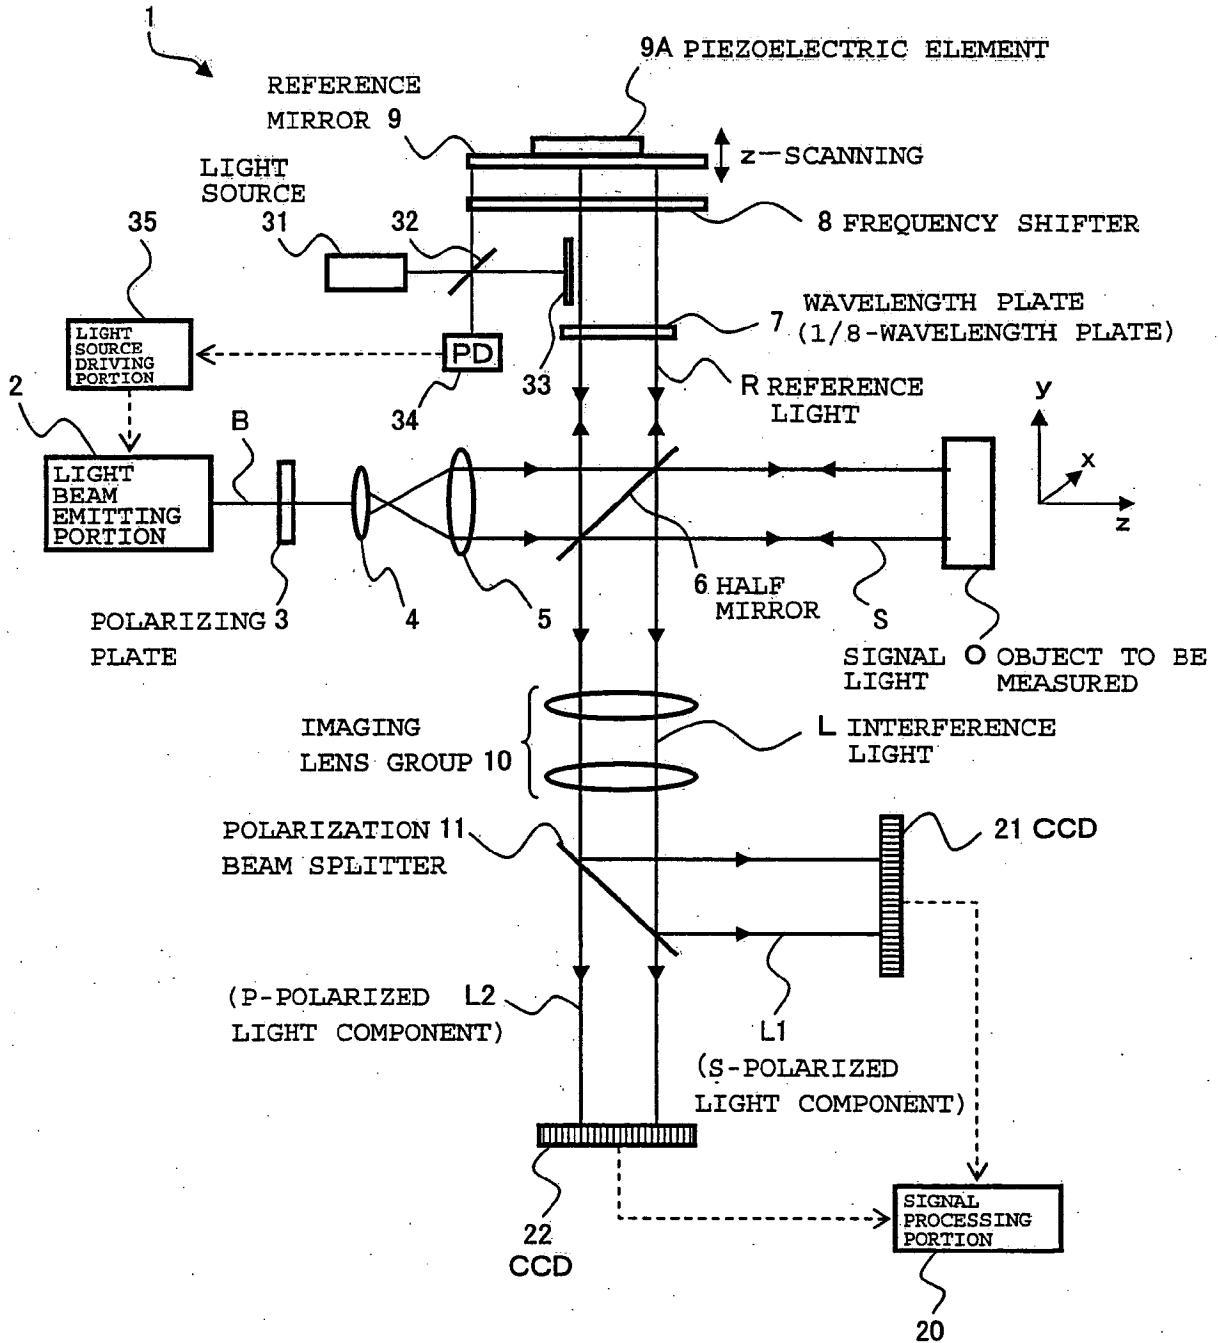 1
9A PIEZOELECTRIC ELEMENT
REFERENCE
MIRROR 9
z—SCANNING
LIGHT
SOURCE
8 FREQUENCY SHIFTER
35
31
32
WAVELENGTH PLATE
7 (1/8-WAVELENGTH PLATE)
33
LIGHT
SOURCE
DRIVING
PORTION
PD
34
R REFERENCE
LIGHT
2
B
y
x
z
LIGHT
BEAM
EMITTING
PORTION
6 HALF
MIRROR
POLARIZING 3
PLATE
4
5
S
SIGNAL
LIGHT
O OBJECT TO BE
MEASURED
IMAGING
LENS GROUP 10
L INTERFERENCE
LIGHT
POLARIZATION 11
BEAM SPLITTER
21 CCD
(P-POLARIZED L2
LIGHT COMPONENT)
L1
(S-POLARIZED
LIGHT COMPONENT)
22
CCD
SIGNAL
PROCESSING
PORTION
20